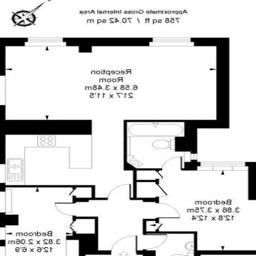 Approximate Gross Internal Area
758 sq ft / 70.42 sq m
Reception
Room
6.58 x 3.48m
21'7 x 11'5
Bedroom
3.86 x 3.75m
12'8 x 12'4
Bedroom
3.82 x 2.06m
12'6 x 6'9